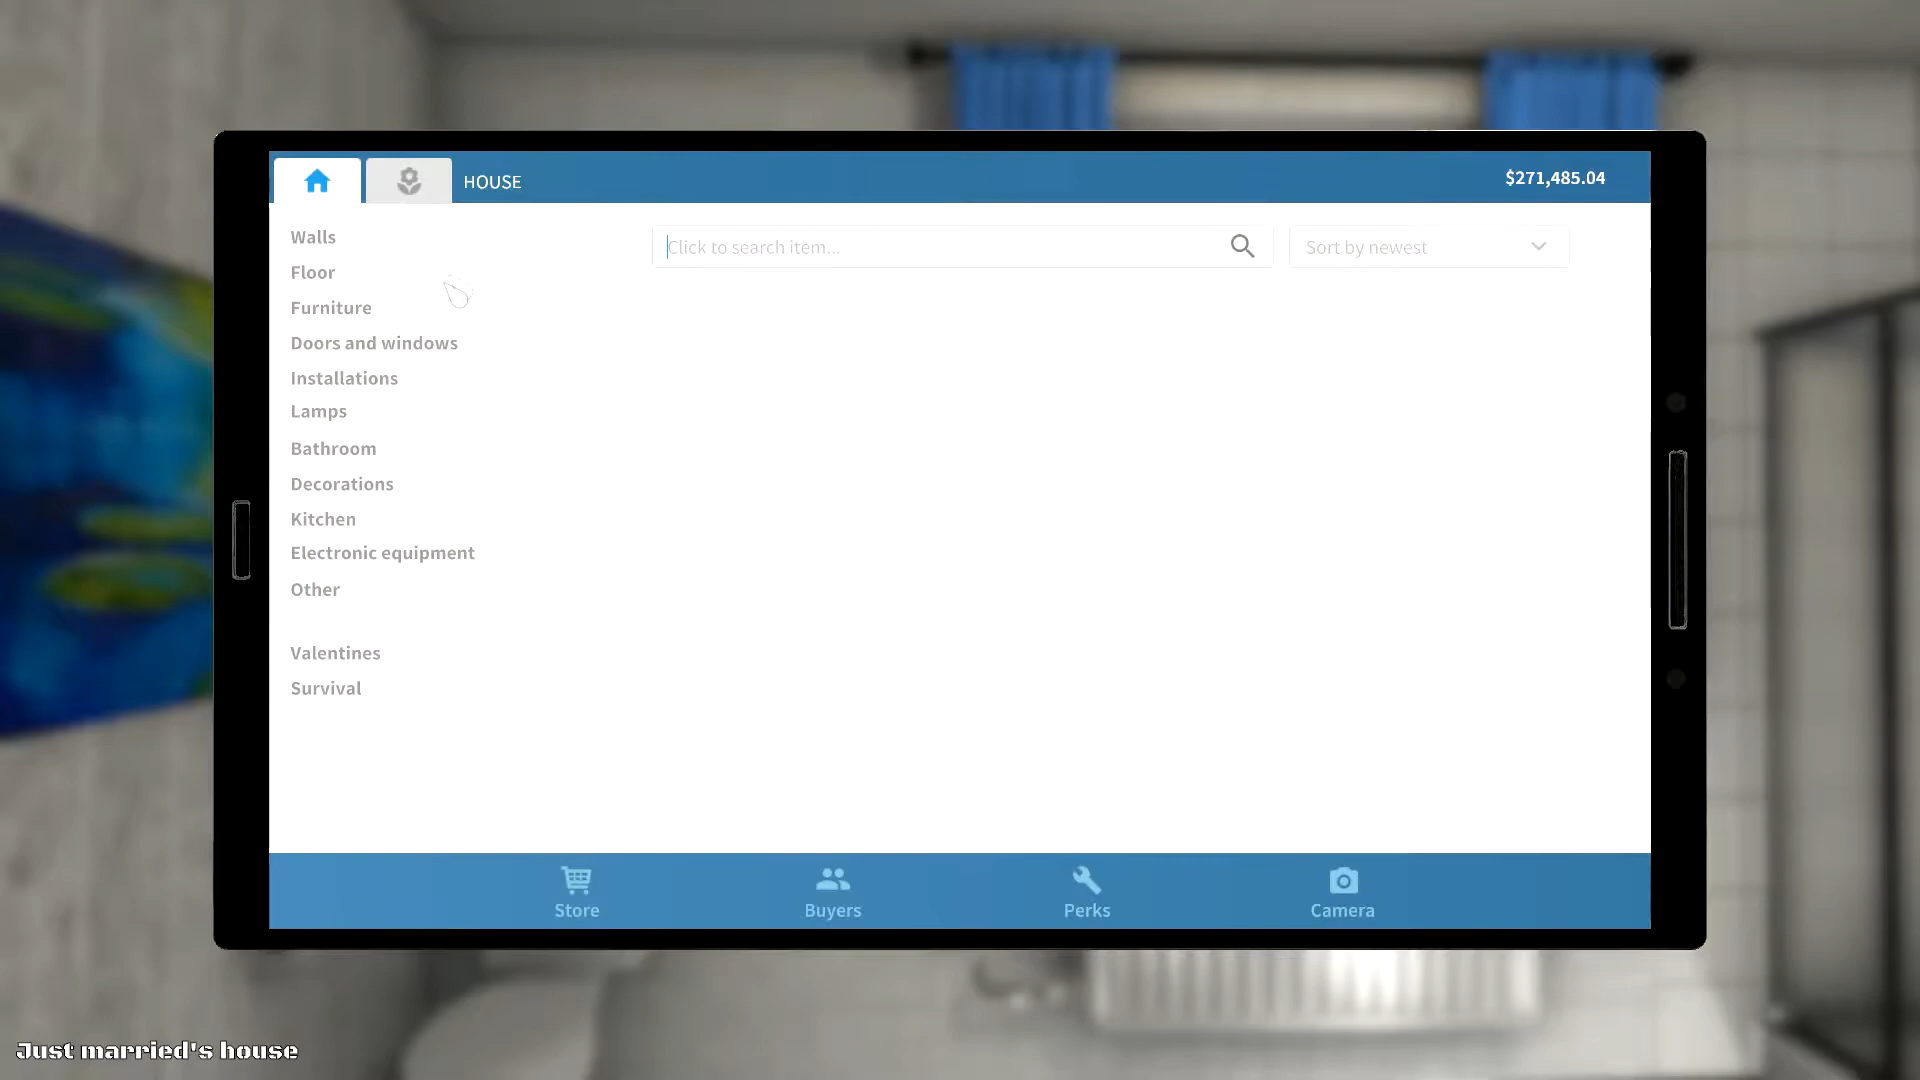 HOUSE
$271,485.04
Walls
Floor
Furniture
Doors and windows
Installations
Lamps
Bathroom
Decorations
Kitchen
Electronic equipment
Other
Valentines
Survival
Click to search item...
Sort by newest
Store
Buyers
Perks
Camera
Just married's house